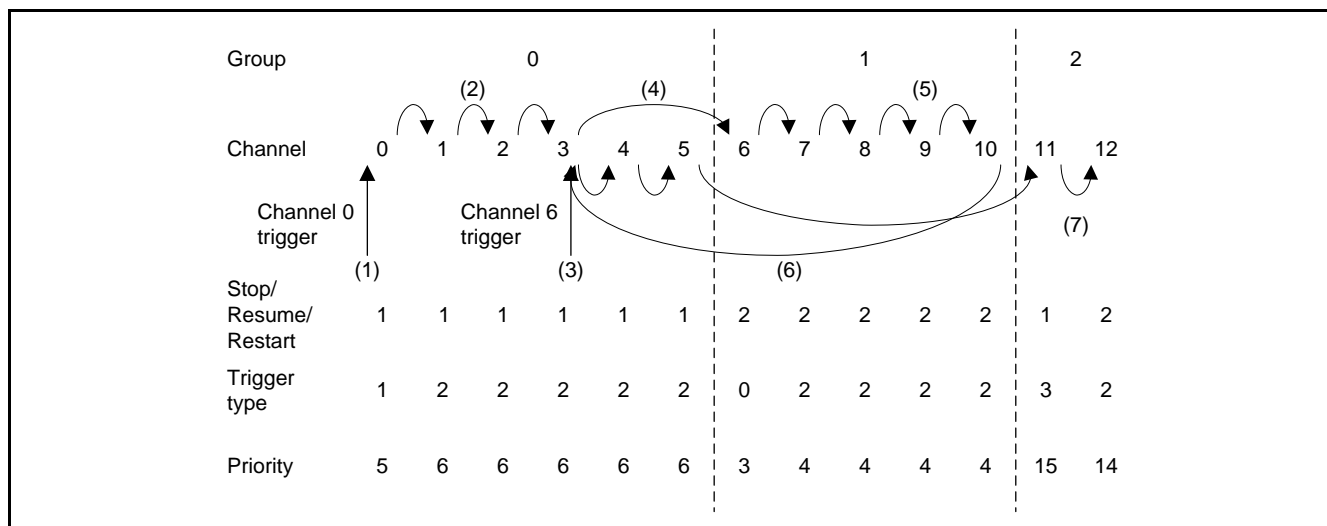 Group 0 1 2
(2) (4) (5)
Channel 0 1 2 3 4 5 6 7 8 9 10 11 12
Channel 0
trigger
Channel 6
trigger
(7)
(1) (3) (6)
Stop/
Resume/
Restart
1 1 1 1 1 1 2 2 2 2 2 1 2
Trigger
type
1 2 2 2 2 2 0 2 2 2 2 3 2
Priority 5 6 6 6 6 6 3 4 4 4 4 15 14